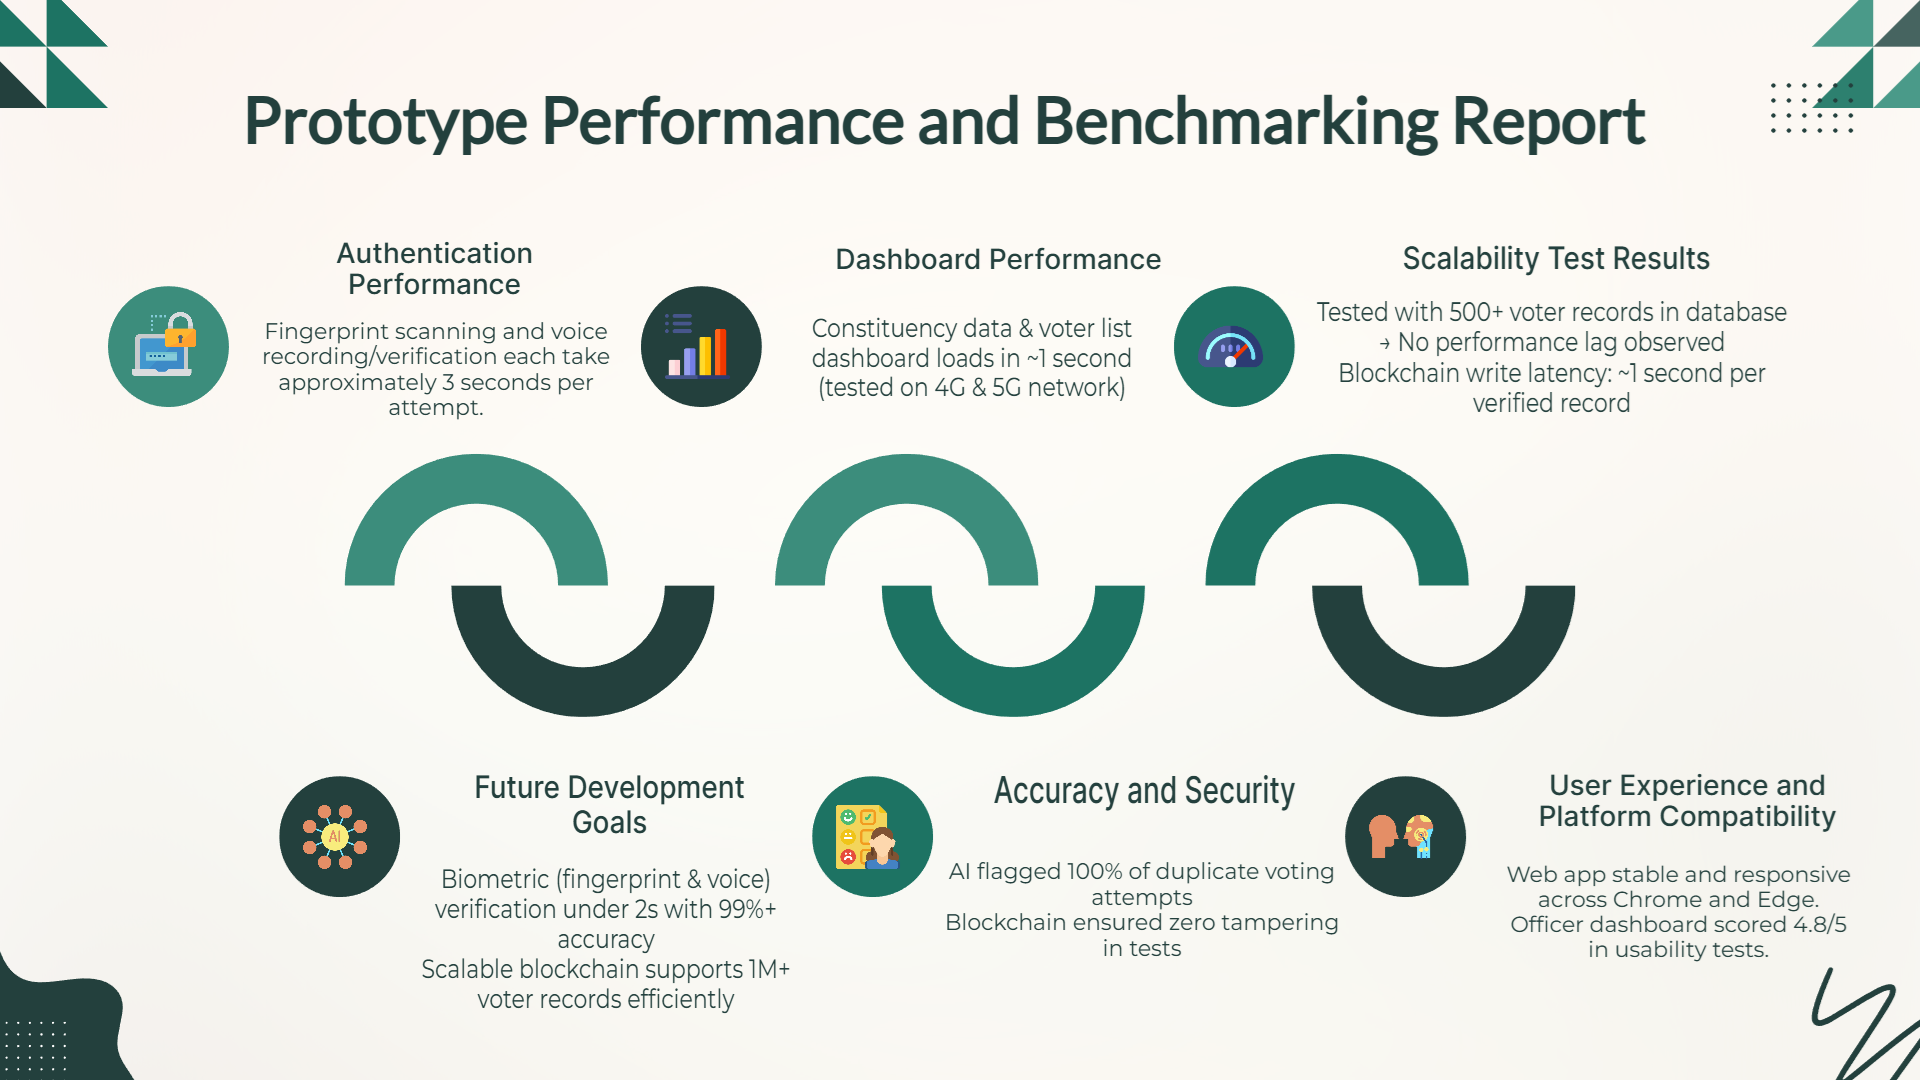 Prototype Performance and Benchmarking Report
Authentication
Performance
Fingerprint scanning and voice
recording/verification each take
approximately 3 seconds per
attempt.
Dashboard Performance
Constituency data & voter list
dashboard loads in ~1 second
(tested on 4G & 5G network)
Scalability Test Results
Tested with 500+ voter records in database
→ No performance lag observed
Blockchain write latency: ~1 second per
verified record
Future Development
Goals
AI
Biometric (fingerprint & voice)
verification under 2s with 99%+
accuracy
Scalable blockchain supports 1M+
voter records efficiently
Accuracy and Security
AI flagged 100% of duplicate voting
attempts
Blockchain ensured zero tampering
in tests
User Experience and
Platform Compatibility
Web app stable and responsive
across Chrome and Edge.
Officer dashboard scored 4.8/5
in usability tests.